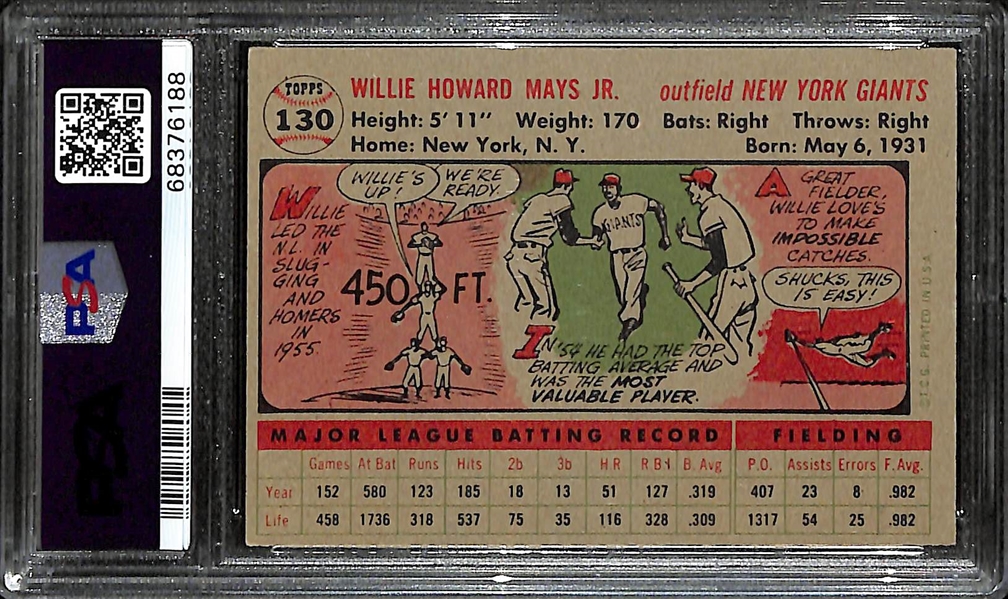 68376188
PSA
PSA
TOPPS
130
WILLIE HOWARD MAYS JR. outfield NEW YORK GIANTS
Height: 5' 11" Weight: 170 Bats: Right Throws: Right
Home: New York, N. Y. Born: May 6, 1931
WILLIE
LED THE
N.L. IN
SLUG-
GING
AND
HOMERS
IN
1955.
WILLIE'S
UP!
WE'RE
READY.
450 FT.
GIANTS
IN '54 HE HAD THE TOP
BATTING AVERAGE AND
WAS THE MOST
VALUABLE PLAYER.
A GREAT
FIELDER,
WILLIE LOVE'S
TO MAKE
IMPOSSIBLE
CATCHES.
SHUCKS, THIS
IS EASY!
©T.C.G. PRINTED IN U.S.A.
MAJOR LEAGUE BATTING RECORD FIELDING
Games At Bat Runs Hits 2b 3b H R R B I B. Avg P.O. Assists Errors F. Avg.
Year 152 580 123 185 18 13 51 127 .319 407 23 8 .982
Life 458 1736 318 537 75 35 116 328 .309 1317 54 25 .982